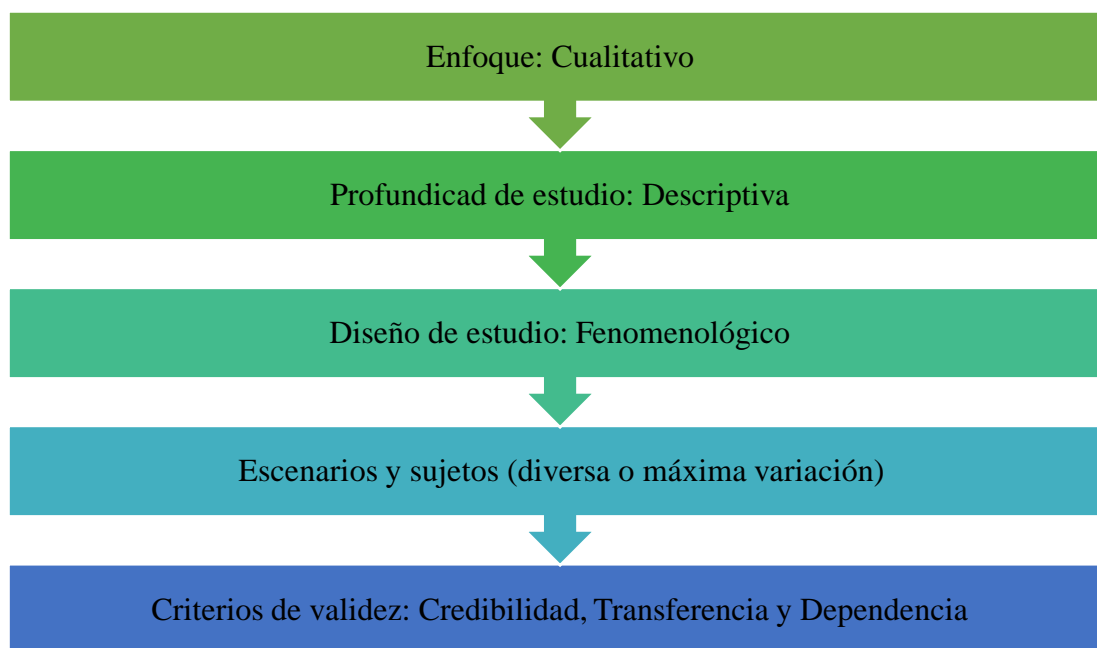 Enfoque: Cualitativo
Profundicad de estudio: Descriptiva
Diseño de estudio: Fenomenológico
Escenarios y sujetos (diversa o máxima variación)
Criterios de validez: Credibilidad, Transferencia y Dependencia